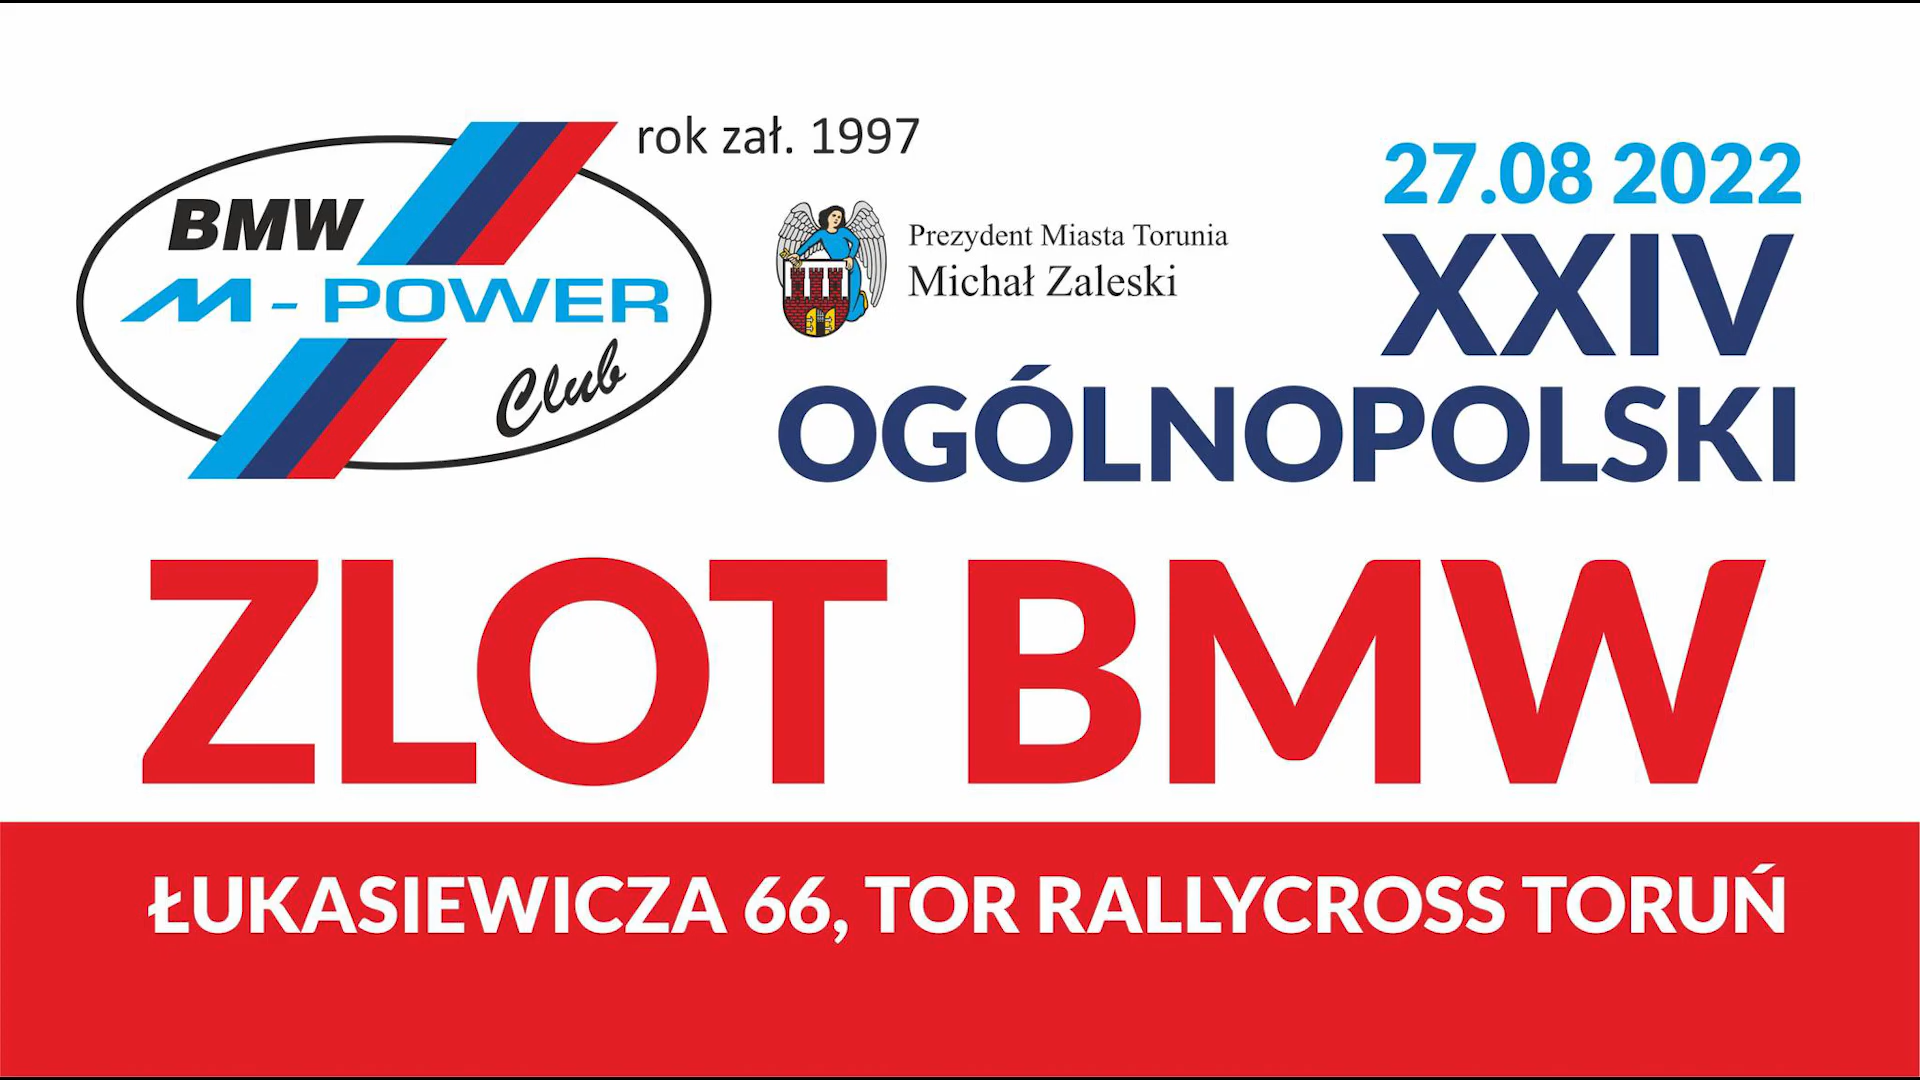 rok zał. 1997
BMW
M - POWER
Club
Prezydent Miasta Torunia
Michał Zaleski
27.08 2022
XXIV
OGÓLNOPOLSKI
ZLOT BMW
ŁUKASIEWICZA 66, TOR RALLYCROSS TORUŃ